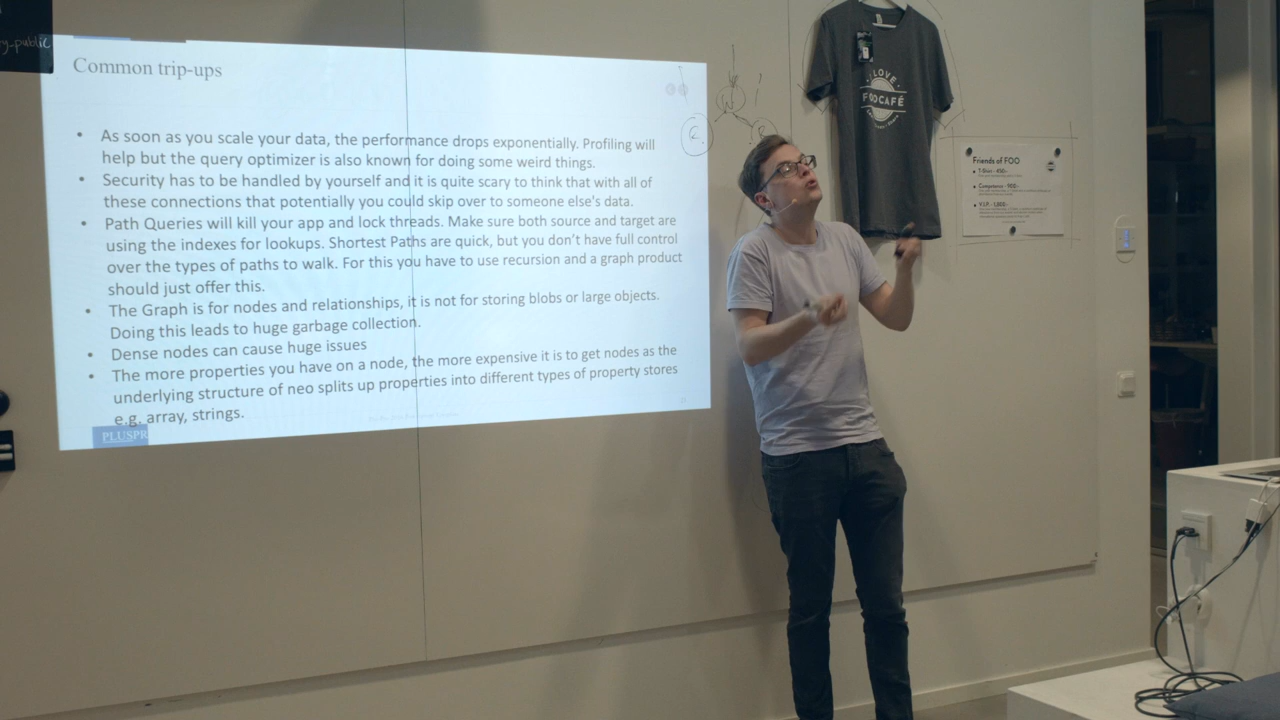 y_public
Common trip-ups
• As soon as you scale your data, the performance drops exponentially. Profiling will
help but the query optimizer is also known for doing some weird things.
• Security has to be handled by yourself and it is quite scary to think that with all of
these connections that potentially you could skip over to someone else's data.
• Path Queries will kill your app and lock threads. Make sure both source and target are
using the indexes for lookups. Shortest Paths are quick, but you don't have full control
over the types of paths to walk. For this you have to use recursion and a graph product
should just offer this.
• The Graph is for nodes and relationships, it is not for storing blobs or large objects.
Doing this leads to huge garbage collection.
• Dense nodes can cause huge issues
• The more properties you have on a node, the more expensive it is to get nodes as the
underlying structure of neo splits up properties into different types of property stores
e.g. array, strings.
PLUSPR
I LOVE
FOOCAFÉ
Friends of FOO
• T-Shirt - 450:-
• Companion - 900:-
• V.I.P. - 1,800:-